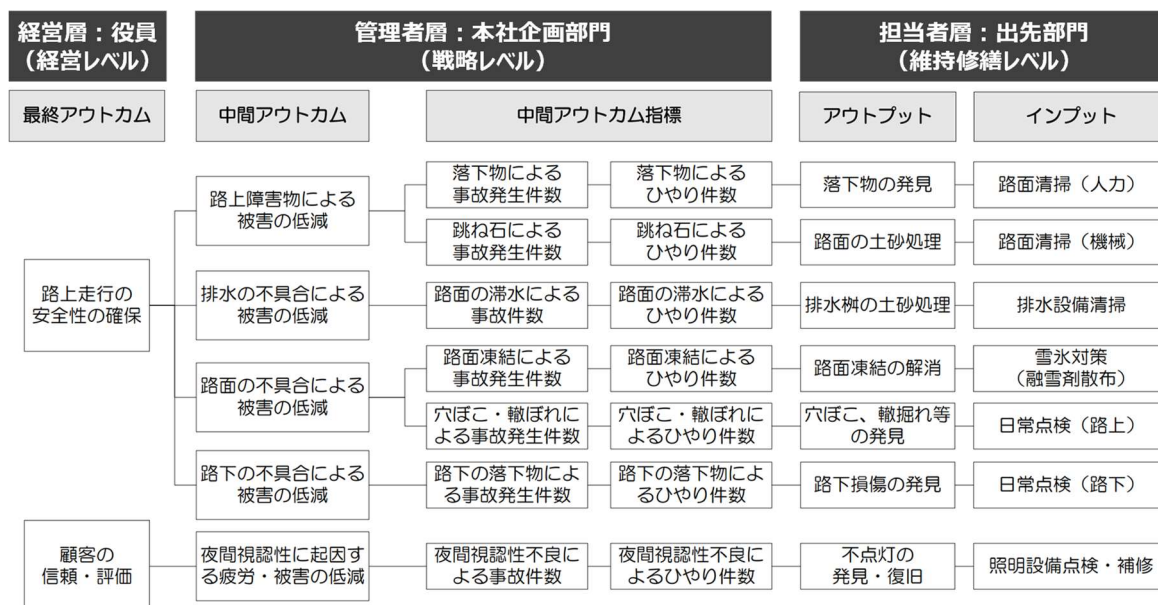 経営層：役員
（経営レベル）
管理者層：本社企画部門
（戦略レベル）
担当者層：出先部門
（維持修繕レベル）
最終アウトカム
中間アウトカム
中間アウトカム指標
アウトプット
インプット
路上走行の
安全性の確保
路上障害物による
被害の低減
落下物による
事故発生件数
落下物による
ひやり件数
落下物の発見
路面清掃（人力）
跳ね石による
事故発生件数
跳ね石による
ひやり件数
路面の土砂処理
路面清掃（機械）
排水の不具合による
被害の低減
路面の滞水による
事故件数
路面の滞水による
ひやり件数
排水桝の土砂処理
排水設備清掃
路面の不具合による
被害の低減
路面凍結による
事故発生件数
路面凍結による
ひやり件数
路面凍結の解消
雪氷対策
（融雪剤散布）
穴ぼこ・轍ぼれに
よる事故発生件数
穴ぼこ・轍ぼれに
よるひやり件数
穴ぼこ、轍掘れ等
の発見
日常点検（路上）
路下の不具合による
被害の低減
路下の落下物によ
る事故発生件数
路下の落下物によ
るひやり件数
路下損傷の発見
日常点検（路下）
顧客の
信頼・評価
夜間視認性に起因す
る疲労・被害の低減
夜間視認性不良に
よる事故件数
夜間視認性不良に
よるひやり件数
不点灯の
発見・復旧
照明設備点検・補修